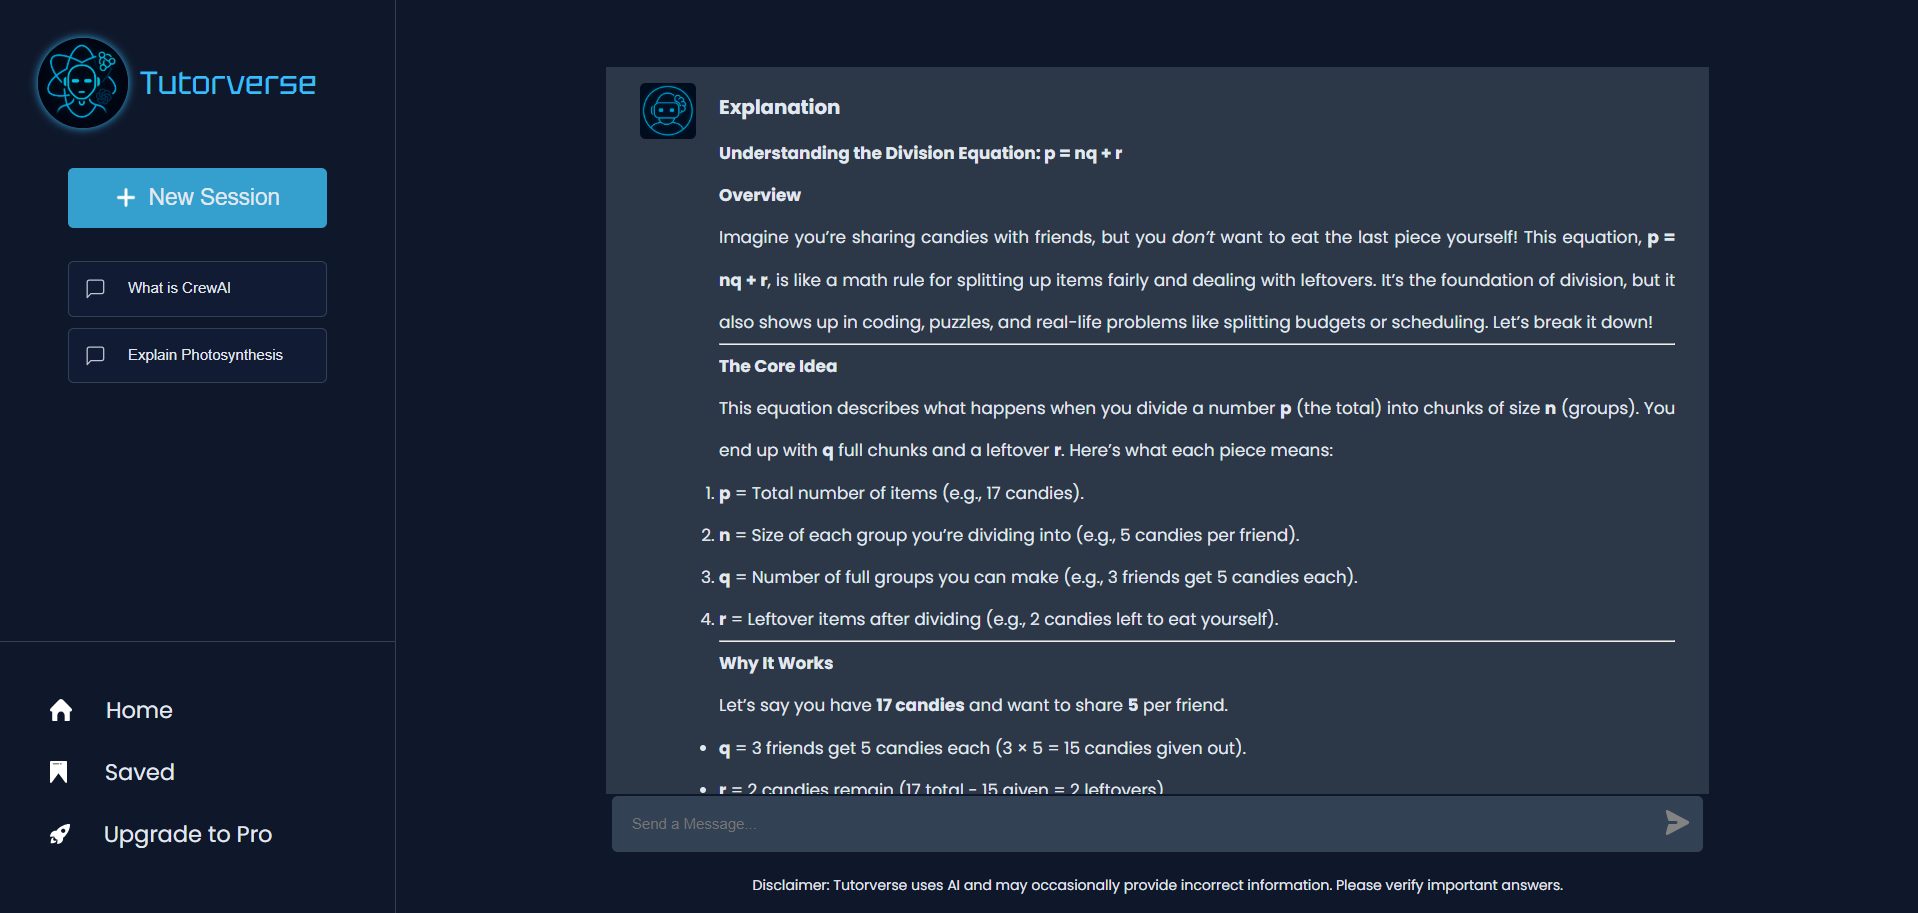 Tutorverse
New Session
What is CrewAI
Explain Photosynthesis
Home
Saved
Upgrade to Pro
Explanation
Understanding the Division Equation: p = nq + r
Overview
Imagine you’re sharing candies with friends, but you don’t want to eat the last piece yourself! This equation, p =
nq + r, is like a math rule for splitting up items fairly and dealing with leftovers. It’s the foundation of division, but it
also shows up in coding, puzzles, and real-life problems like splitting budgets or scheduling. Let’s break it down!
The Core Idea
This equation describes what happens when you divide a number p (the total) into chunks of size n (groups). You
end up with q full chunks and a leftover r. Here’s what each piece means:
1. p = Total number of items (e.g., 17 candies).
2. n = Size of each group you’re dividing into (e.g., 5 candies per friend).
3. q = Number of full groups you can make (e.g., 3 friends get 5 candies each).
4. r = Leftover items after dividing (e.g., 2 candies left to eat yourself).
Why It Works
Let’s say you have 17 candies and want to share 5 per friend.
• q = 3 friends get 5 candies each (3 × 5 = 15 candies given out).
• r = 2 candies remain (17 total - 15 given = 2 leftovers)
Send a Message...
Disclaimer: Tutorverse uses AI and may occasionally provide incorrect information. Please verify important answers.